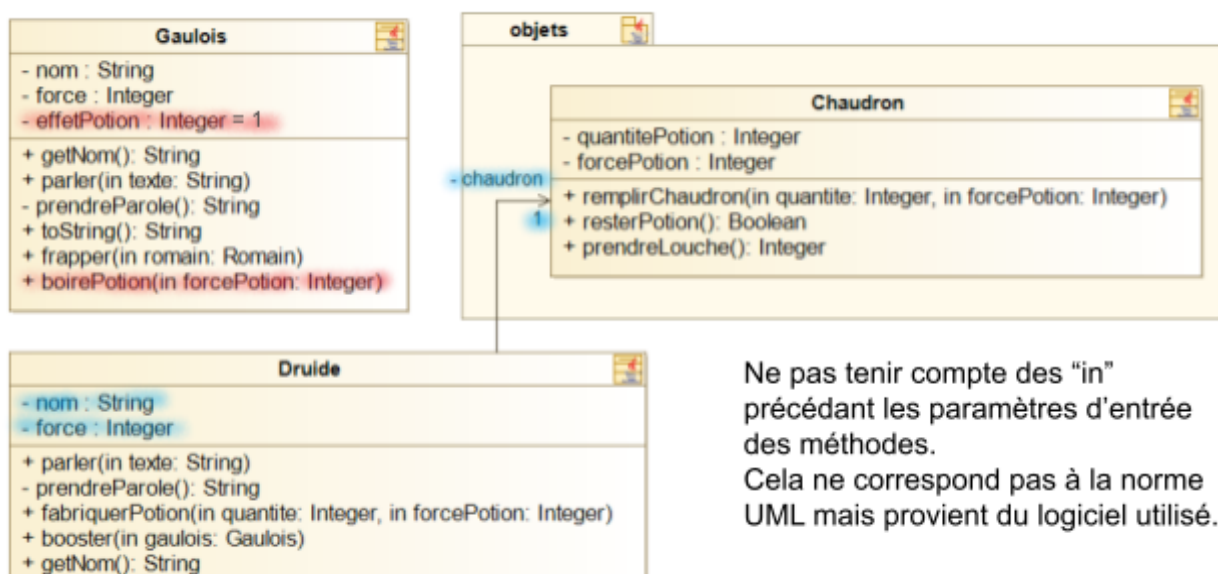 Gaulois
- nom : String
- force : Integer
- effetPotion : Integer = 1
+ getNom(): String
+ parler(in texte: String)
- prendreParole(): String
+ toString(): String
+ frapper(in romain: Romain)
+ boirePotion(in forcePotion: Integer)
objets
Chaudron
- quantitePotion : Integer
- forcePotion : Integer
+ remplirChaudron(in quantite: Integer, in forcePotion: Integer)
+ resterPotion(): Boolean
+ prendreLouche(): Integer
- chaudron
1
Druide
- nom : String
- force : Integer
+ parler(in texte: String)
- prendreParole(): String
+ fabriquerPotion(in quantite: Integer, in forcePotion: Integer)
+ booster(in gaulois: Gaulois)
+ getNom(): String
Ne pas tenir compte des “in”
précédant les paramètres d’entrée
des méthodes.
Cela ne correspond pas à la norme
UML mais provient du logiciel utilisé.